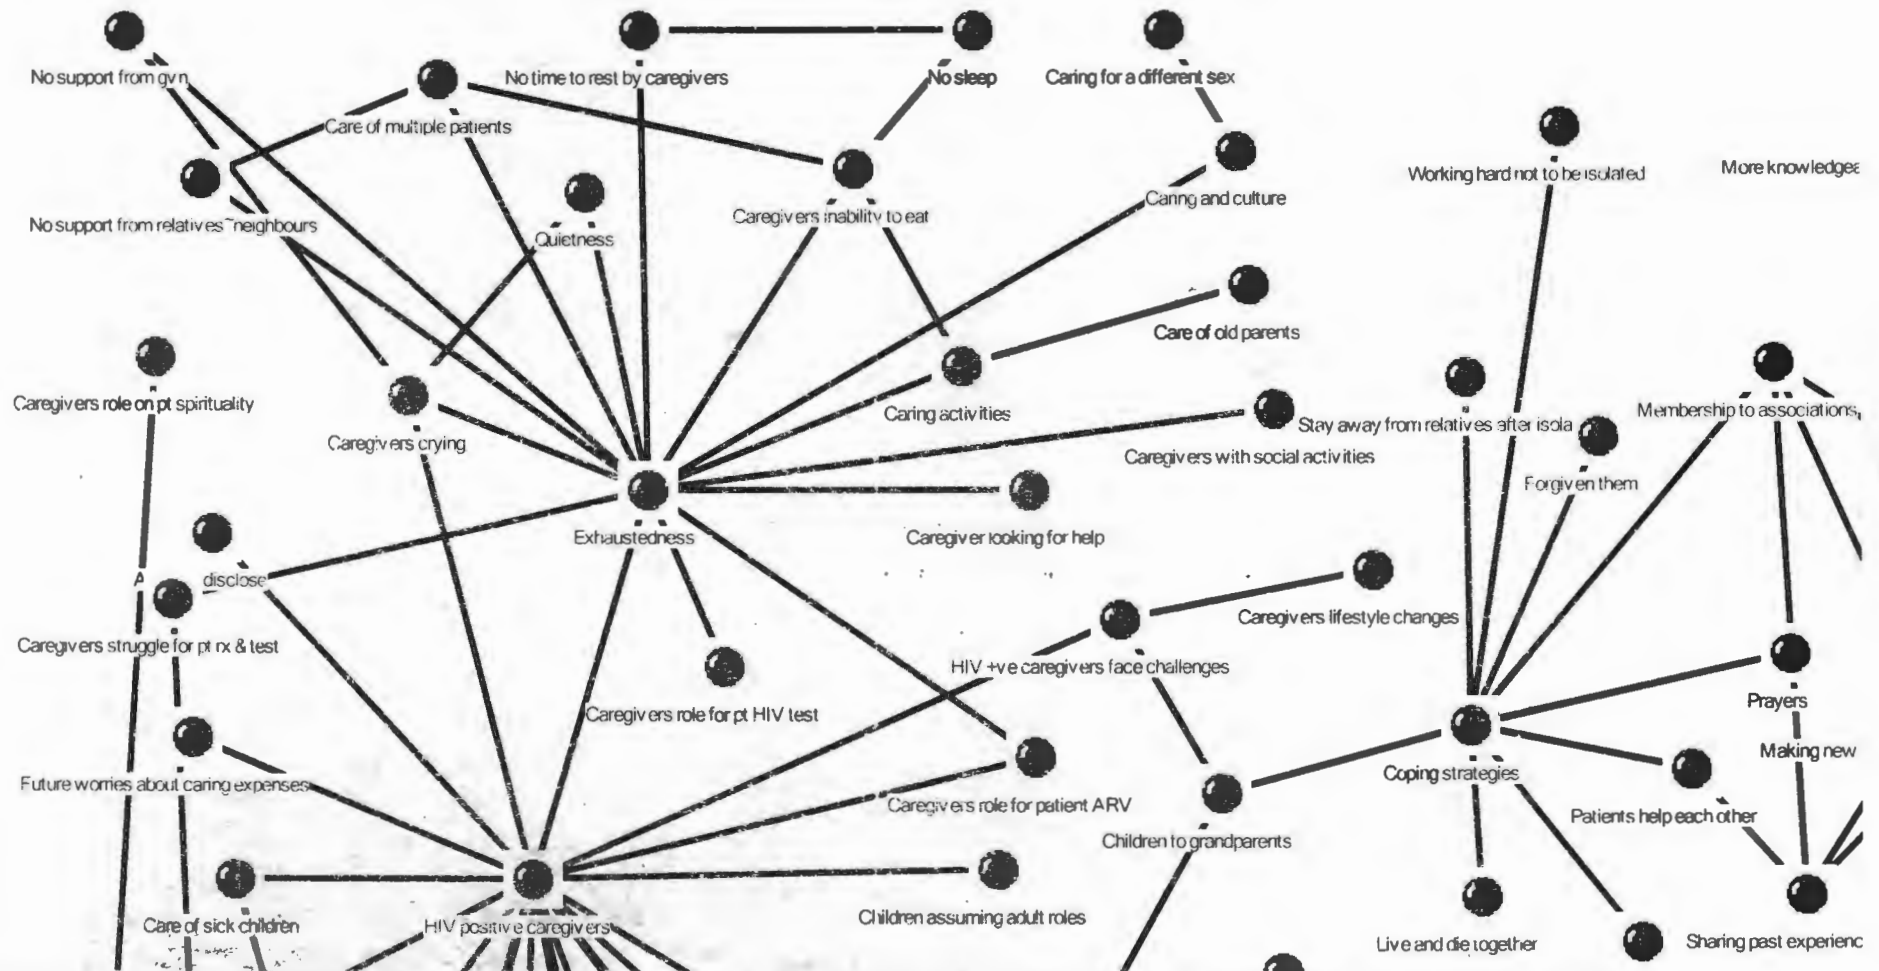 No support from gvn
No time to rest by caregivers
No sleep
Caring for a different sex
Care of multiple patients
Working hard not to be isolated
More knowledgea
Caring and culture
Caregivers inability to eat
No support from relatives~neighbours
Quietness
Care of old parents
Caregivers role on pt spirituality
Caring activities
Membership to associations
Stay away from relatives after isola
Caregivers crying
Caregivers with social activities
Forgiven them
Exhaustedness
Caregiver looking for help
A disclose
Caregivers lifestyle changes
Caregivers struggle for pt rx & test
HIV +ve caregivers face challenges
Prayers
Caregivers role for pt HIV test
Making new
Coping strategies
Future worries about caring expenses
Caregivers role for patient ARV
Patients help each other
Children to grandparents
Children assuming adult roles
Care of sick children
HIV positive caregivers
Live and die together
Sharing past experienc